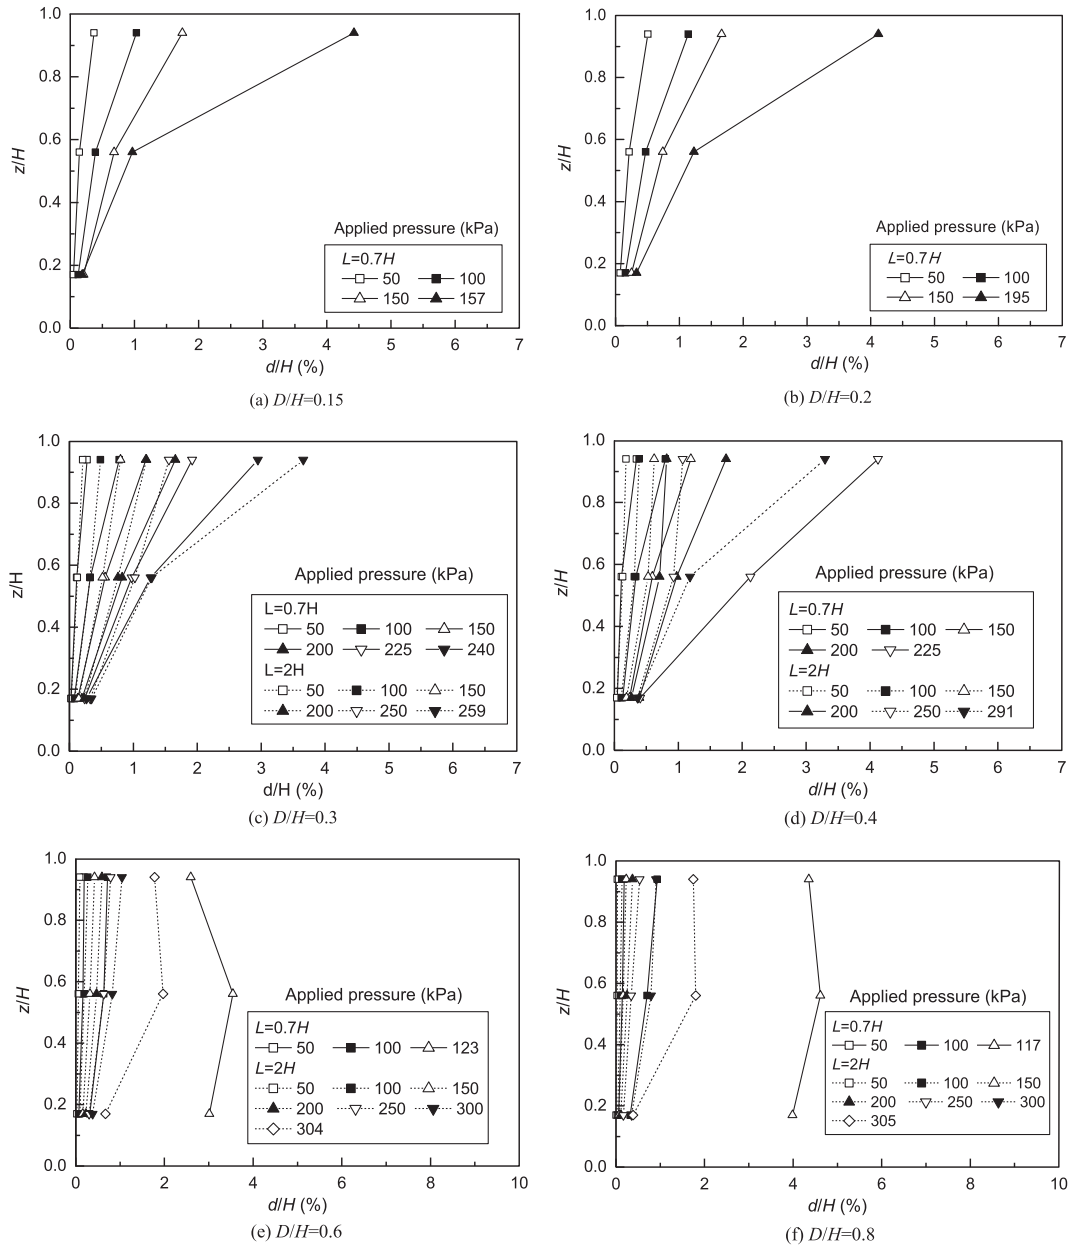 1.0
0.8
0.6
0.4
0.2
0.0
z/H
Applied pressure (kPa)
L=0.7H
50 100
150 157
0 1 2 3 4 5 6 7
d/H (%)
(a) D/H=0.15
1.0
0.8
0.6
0.4
0.2
0.0
z/H
Applied pressure (kPa)
L=0.7H
50 100
150 195
0 1 2 3 4 5 6 7
d/H (%)
(b) D/H=0.2
1.0
0.8
0.6
0.4
0.2
0.0
z/H
Applied pressure (kPa)
L=0.7H
50 100 150
200 225 240
L=2H
50 100 150
200 250 259
0 1 2 3 4 5 6 7
d/H (%)
(c) D/H=0.3
1.0
0.8
0.6
0.4
0.2
0.0
z/H
Applied pressure (kPa)
L=0.7H
50 100 150
200 225
L=2H
50 100 150
200 250 291
0 1 2 3 4 5 6 7
d/H (%)
(d) D/H=0.4
1.0
0.8
0.6
0.4
0.2
0.0
z/H
Applied pressure (kPa)
L=0.7H
50 100 123
L=2H
50 100 150
200 250 300
304
0 2 4 6 8 10
d/H (%)
(e) D/H=0.6
1.0
0.8
0.6
0.4
0.2
0.0
z/H
Applied pressure (kPa)
L=0.7H
50 100 117
L=2H
50 100 150
200 250 300
305
0 2 4 6 8 10
d/H (%)
(f) D/H=0.8